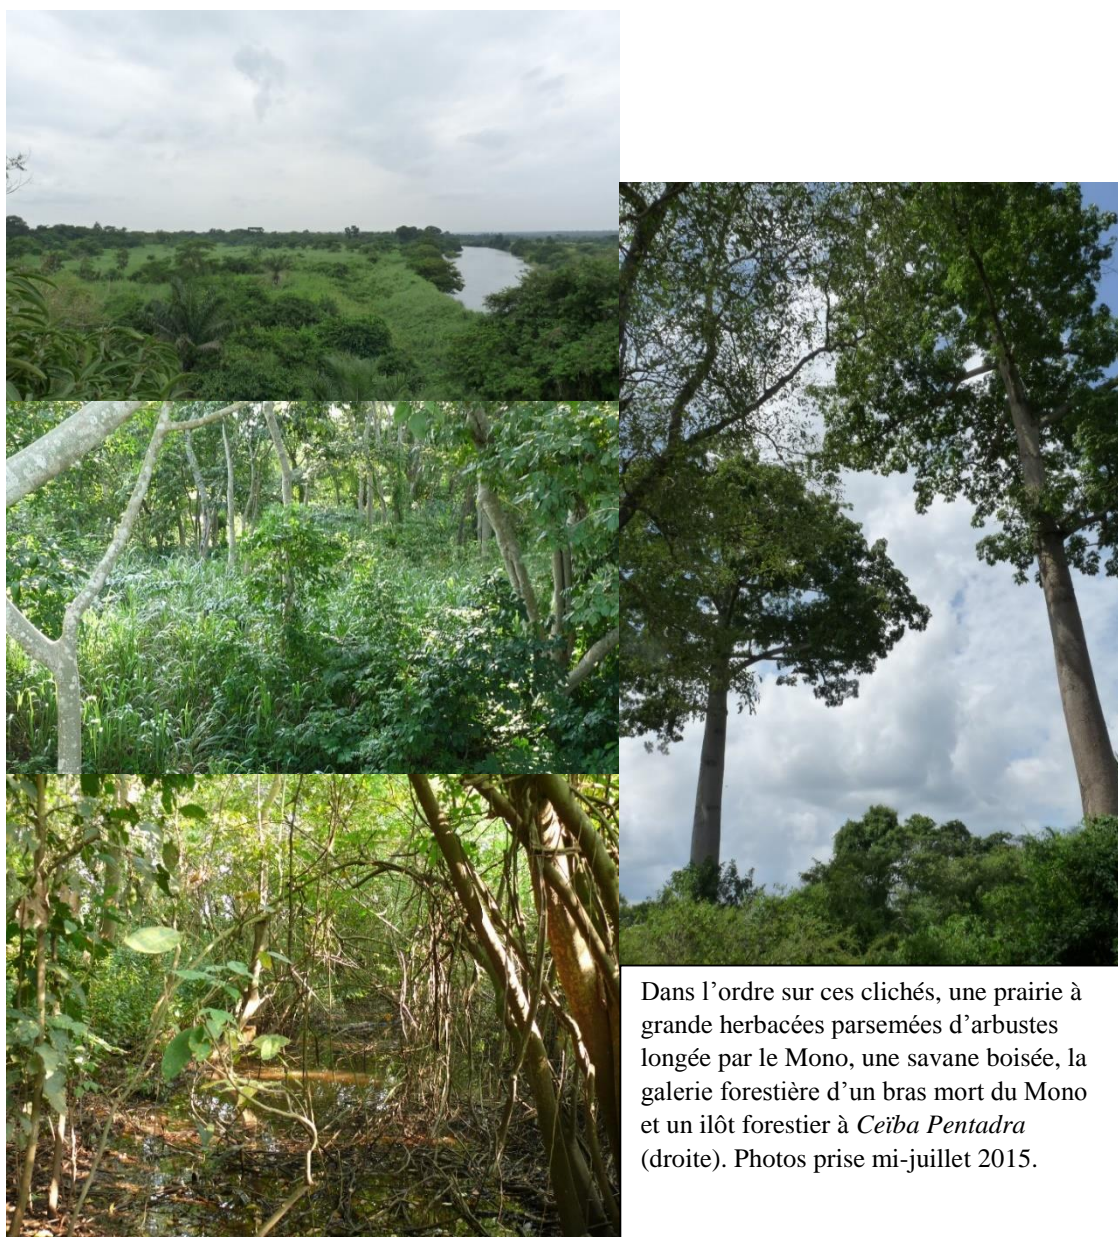 Dans l’ordre sur ces clichés, une prairie à
grande herbacées parsemées d’arbustes
longée par le Mono, une savane boisée, la
galerie forestière d’un bras mort du Mono
et un ilôt forestier à Ceïba Pentadra
(droite). Photos prise mi-juillet 2015.